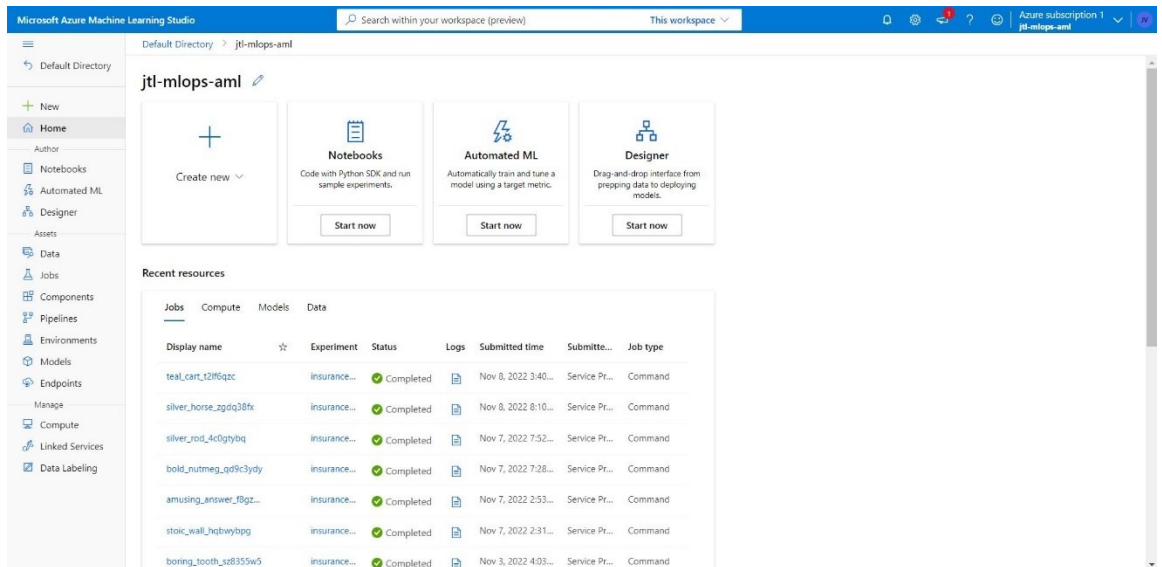 Microsoft Azure Machine Learning Studio
Search within your workspace (preview)
This workspace
1
?
Azure subscription 1
jtl-mlops-aml
JV
Default Directory
New
Home
Author
Notebooks
Automated ML
Designer
Assets
Data
Jobs
Components
Pipelines
Environments
Models
Endpoints
Manage
Compute
Linked Services
Data Labeling
Default Directory > jtl-mlops-aml
jtl-mlops-aml
Create new
Notebooks
Code with Python SDK and run
sample experiments.
Start now
Automated ML
Automatically train and tune a
model using a target metric.
Start now
Designer
Drag-and-drop interface from
prepping data to deploying
models.
Start now
Recent resources
Jobs Compute Models Data
Display name Experiment Status Logs Submitted time Submitte... Job type
teal_cart_t2lf6qzc insurance... Completed Nov 8, 2022 3:40... Service Pr... Command
silver_horse_zgdq38fx insurance... Completed Nov 8, 2022 8:10... Service Pr... Command
silver_rod_4c0gtybq insurance... Completed Nov 7, 2022 7:52... Service Pr... Command
bold_nutmeg_qd9c3ydy insurance... Completed Nov 7, 2022 7:28... Service Pr... Command
amusing_answer_f8gz... insurance... Completed Nov 7, 2022 2:53... Service Pr... Command
stoic_wall_hqbwybpg insurance... Completed Nov 7, 2022 2:31... Service Pr... Command
boring_tooth_sz8355w5 insurance... Completed Nov 3, 2022 4:03... Service Pr... Command